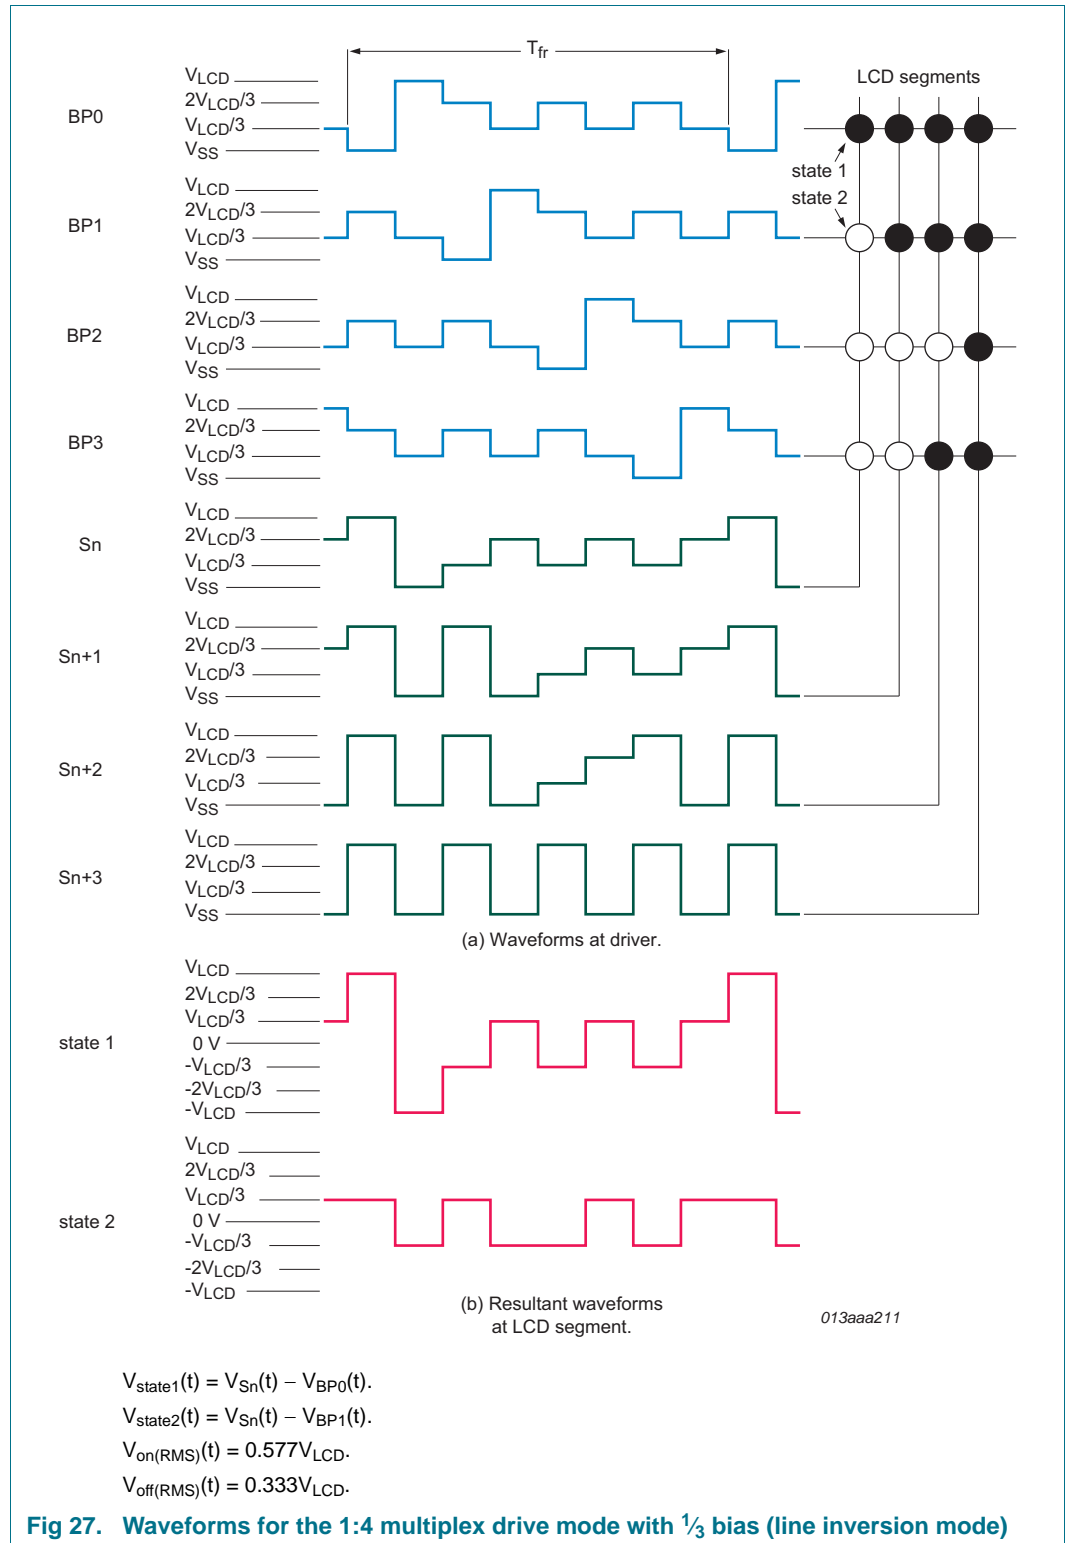 Tfr
VLCD
2VLCD/3
BP0
VLCD/3
VSS
LCD segments
state 1
state 2
VLCD
2VLCD/3
BP1
VLCD/3
VSS
VLCD
2VLCD/3
BP2
VLCD/3
VSS
VLCD
2VLCD/3
BP3
VLCD/3
VSS
VLCD
2VLCD/3
Sn
VLCD/3
VSS
VLCD
2VLCD/3
Sn+1
VLCD/3
VSS
VLCD
2VLCD/3
Sn+2
VLCD/3
VSS
VLCD
2VLCD/3
Sn+3
VLCD/3
VSS
(a) Waveforms at driver.
VLCD
2VLCD/3
VLCD/3
state 1
0 V
-VLCD/3
-2VLCD/3
-VLCD
VLCD
2VLCD/3
VLCD/3
state 2
0 V
-VLCD/3
-2VLCD/3
-VLCD
(b) Resultant waveforms
at LCD segment.
013aaa211
Vstate1(t) = VSn(t) − VBP0(t).
Vstate2(t) = VSn(t) − VBP1(t).
Von(RMS)(t) = 0.577VLCD.
Voff(RMS)(t) = 0.333VLCD.
Fig 27. Waveforms for the 1:4 multiplex drive mode with 1⁄3 bias (line inversion mode)